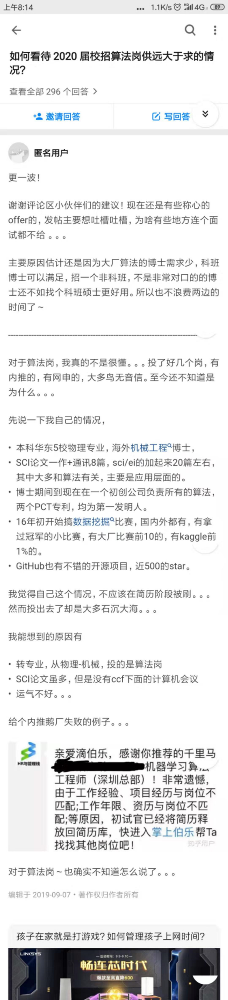 上午8:14
... 1.1K/s HD 4G 89
如何看待 2020 届校招算法岗供远大于求的情
况?
查看全部 296 个回答 >
邀请回答
写回答
匿名用户
更一波！
谢谢评论区小伙伴们的建议！现在还是有些称心的
offer的，发帖主要想吐槽吐槽，为啥有些地方连个面
试都不给 。。。
主要原因估计还是因为大厂算法的博士需求少，科班
博士可以满足，招一个非科班，不是非常对口的的博
士还不如找个科班硕士更好用。所以也不浪费两边的
时间了 ~
----------------------------------------------------------------------
对于算法岗，我真的不是很懂。。。投了好几个岗，有
内推的，有网申的，大多鸟无音信。至今还不知道是
为什么。。。
先说一下我自己的情况，
• 本科华东5校物理专业，海外机械工程博士，
• SCI论文一作+通讯8篇，sci/ei的加起来20篇左右，
其中大多和算法有关，主要是应用层面的。
• 博士期间到现在在一个初创公司负责所有的算法，
两个PCT专利，均为第一发明人。
• 16年初开始搞数据挖掘比赛，国内外都有，有拿
过冠军的小比赛，有大厂比赛前10的，有kaggle前
1%的。
• GitHub也有不错的开源项目，近500的star。
我觉得自己这个情况，不应该在简历阶段被刷。。。
然而投出去了却是大多石沉大海。。。
我能想到的原因有
• 转专业，从物理-机械，投的是算法岗
• SCI论文虽多，但是没有ccf下面的计算机会议
• 运气不好。。。
给个内推鹅厂失败的例子。。。
HR与管理线
亲爱滴伯乐，感谢你推荐的千里马
机器学习算法
工程师（深圳总部）！非常遗憾，
由于工作经验、项目经历与岗位不
匹配;工作年限、资历与岗位不匹
配;等原因，初试官已经将简历释
放回简历库，快进入掌上伯乐帮Ta
找找其他岗位吧！
知乎用户
对于算法岗 ~ 也确实不知道怎么说了。。。
编辑于 2019-09-07 · 著作权归作者所有
孩子在家就是打游戏？如何管理孩子上网时间？
LINKSYS
— 活动时间：9.9-9.10 —
畅连芯时代
爆款至高直降600